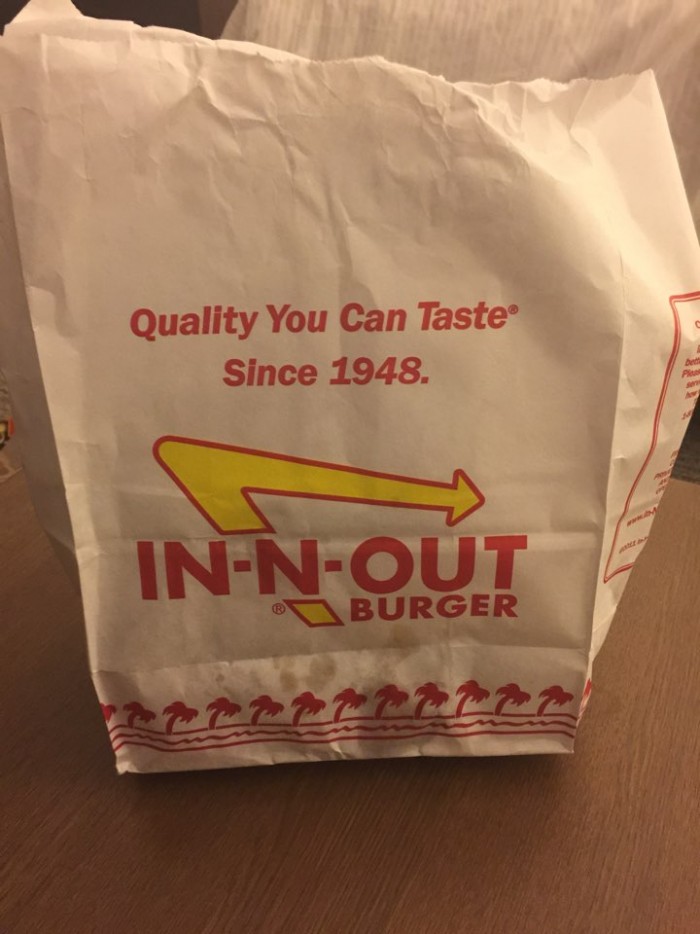 Quality You Can Taste®
Since 1948.
IN-N-OUT
® BURGER